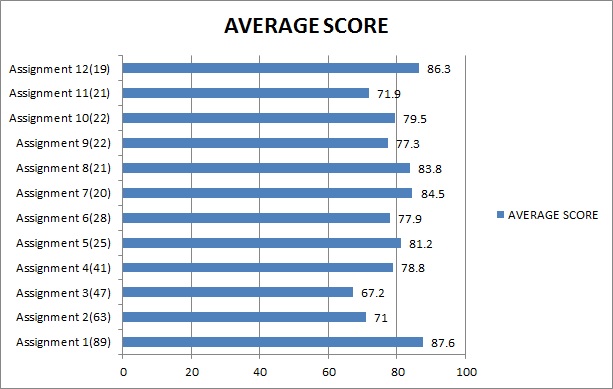 AVERAGE SCORE
Assignment 12(19) 86.3
Assignment 11(21) 71.9
Assignment 10(22) 79.5
Assignment 9(22) 77.3
Assignment 8(21) 83.8
Assignment 7(20) 84.5
Assignment 6(28) 77.9
Assignment 5(25) 81.2
Assignment 4(41) 78.8
Assignment 3(47) 67.2
Assignment 2(63) 71
Assignment 1(89) 87.6
0 20 40 60 80 100
AVERAGE SCORE